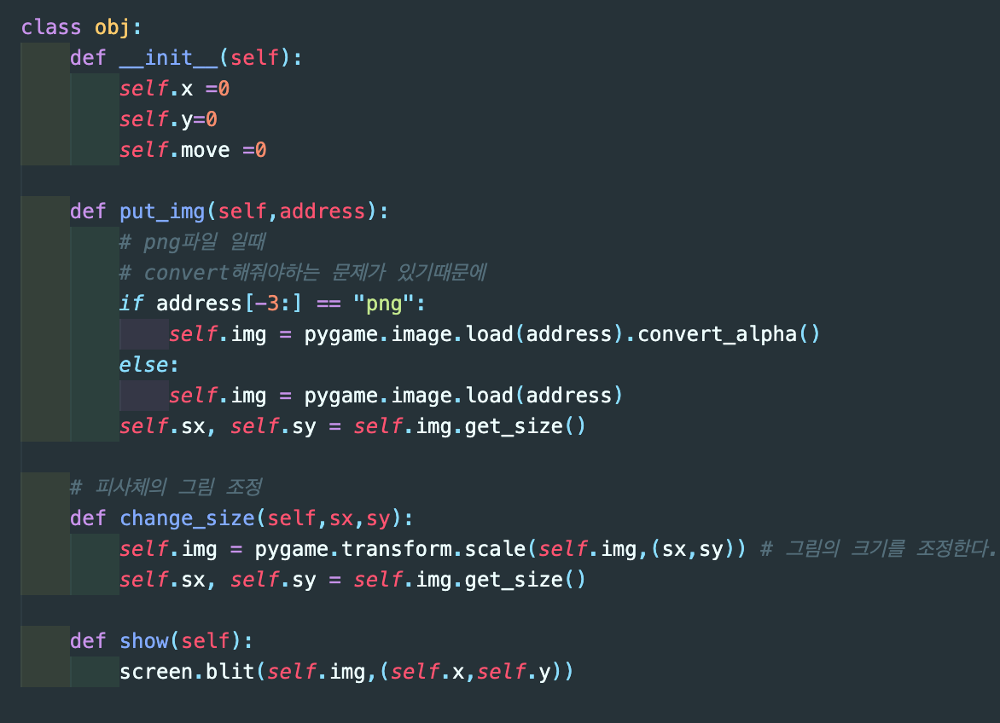 class obj:
    def __init__(self):
        self.x =0
        self.y=0
        self.move =0

    def put_img(self,address):
        # png파일 일때
        # convert해줘야하는 문제가 있기때문에
        if address[-3:] == "png":
            self.img = pygame.image.load(address).convert_alpha()
        else:
            self.img = pygame.image.load(address)
        self.sx, self.sy = self.img.get_size()

    # 피사체의 그림 조정
    def change_size(self,sx,sy):
        self.img = pygame.transform.scale(self.img,(sx,sy)) # 그림의 크기를 조정한다.
        self.sx, self.sy = self.img.get_size()

    def show(self):
        screen.blit(self.img,(self.x,self.y))